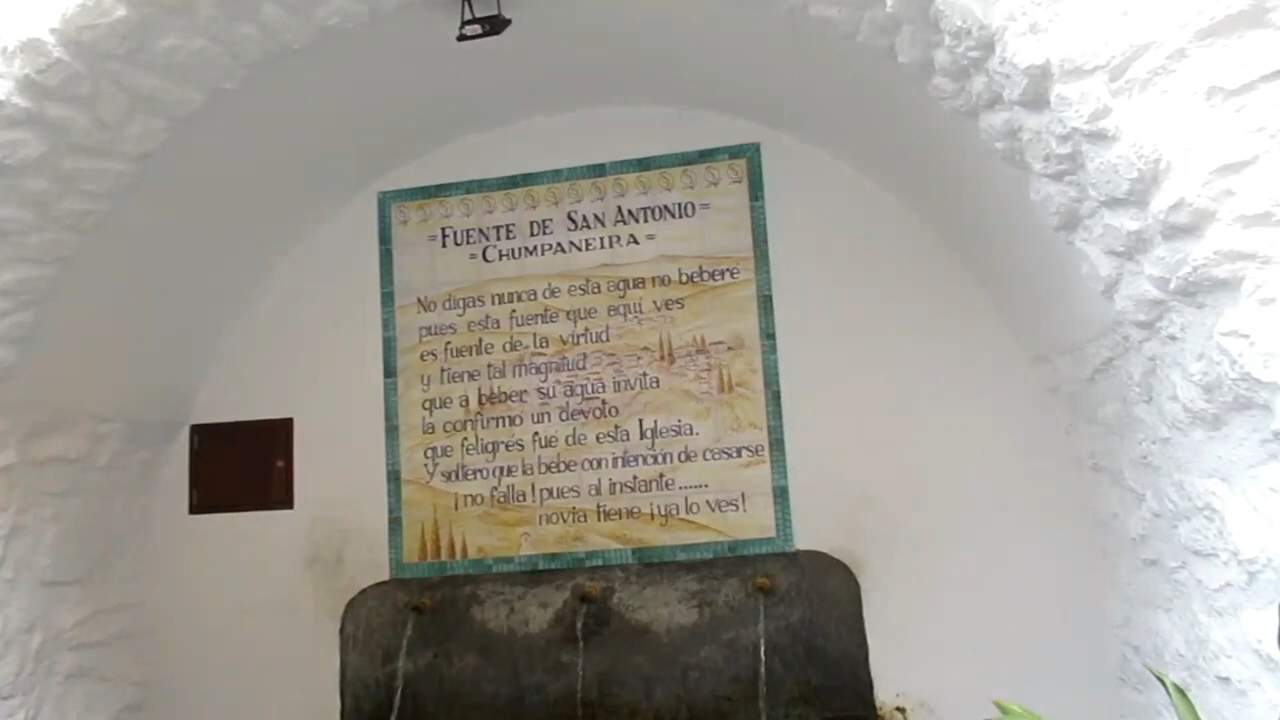 =FUENTE DE SAN ANTONIO=
=CHUMPANEIRA=
No digas nunca de esta agua no bebere
pues esta fuente que aquí ves
es fuente de la virtud
y tiene tal magnitud
que a beber su agua invita
la confirmó un devoto
que feligrés fue de esta Iglesia.
Y soltero que la bebe con intención de casarse
¡no falla! pues al instante......
novia tiene ¡ya lo ves!